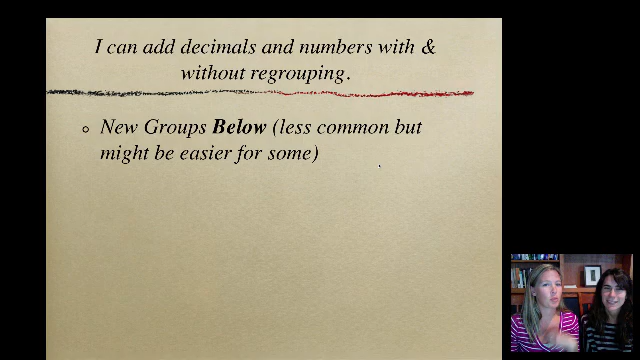 I can add decimals and numbers with &
without regrouping.
New Groups Below (less common but
might be easier for some)